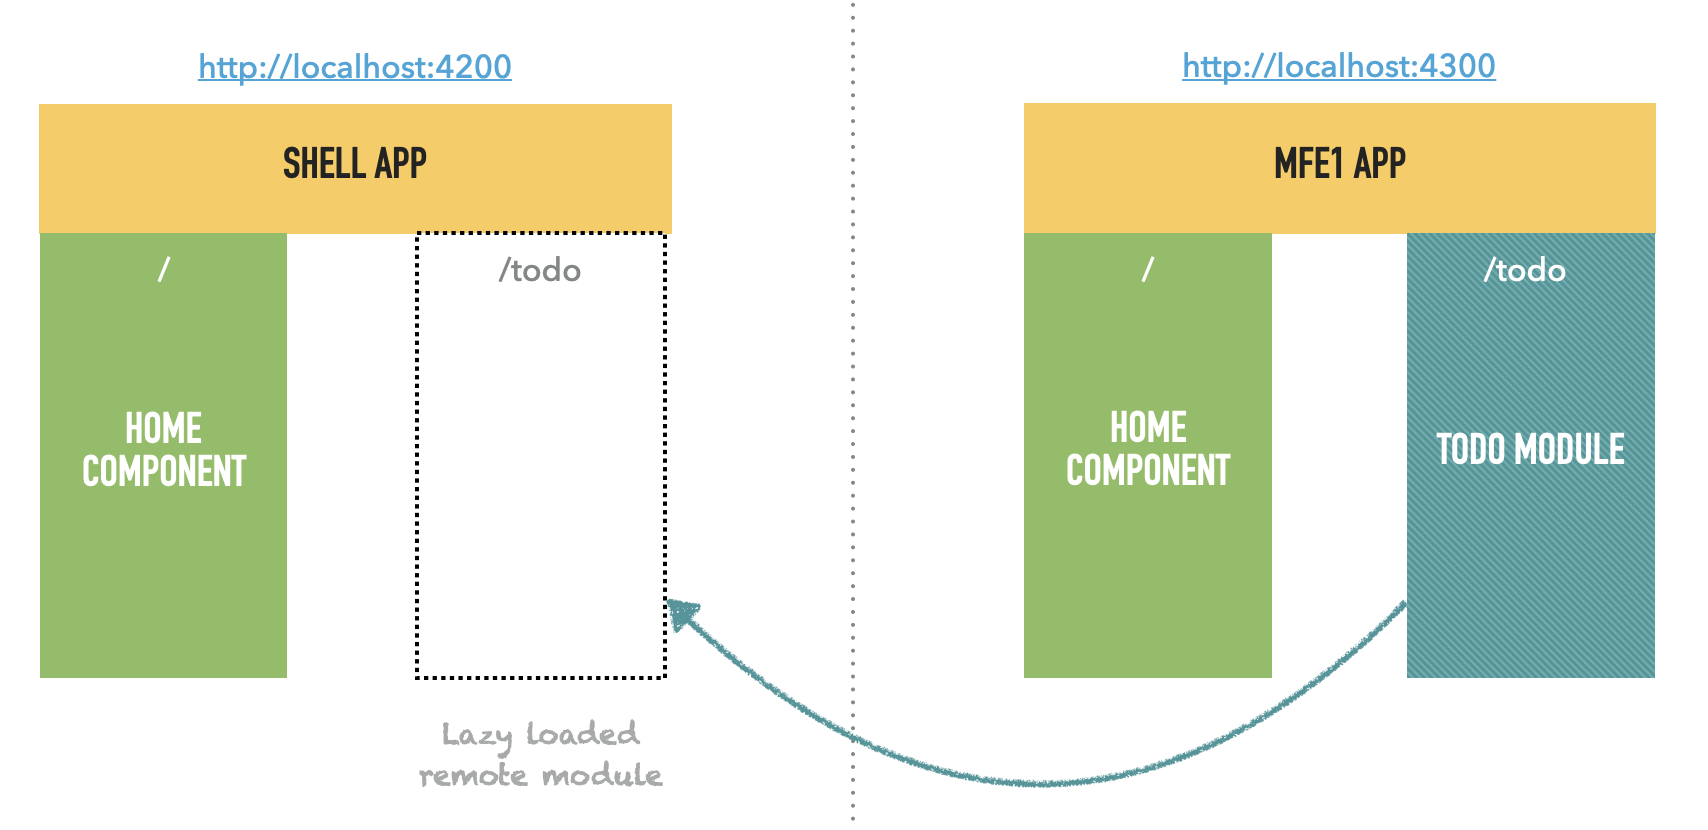 http://localhost:4200
SHELL APP
/
/todo
HOME
COMPONENT
Lazy loaded
remote module
http://localhost:4300
MFE1 APP
/
/todo
HOME
COMPONENT
TODO MODULE